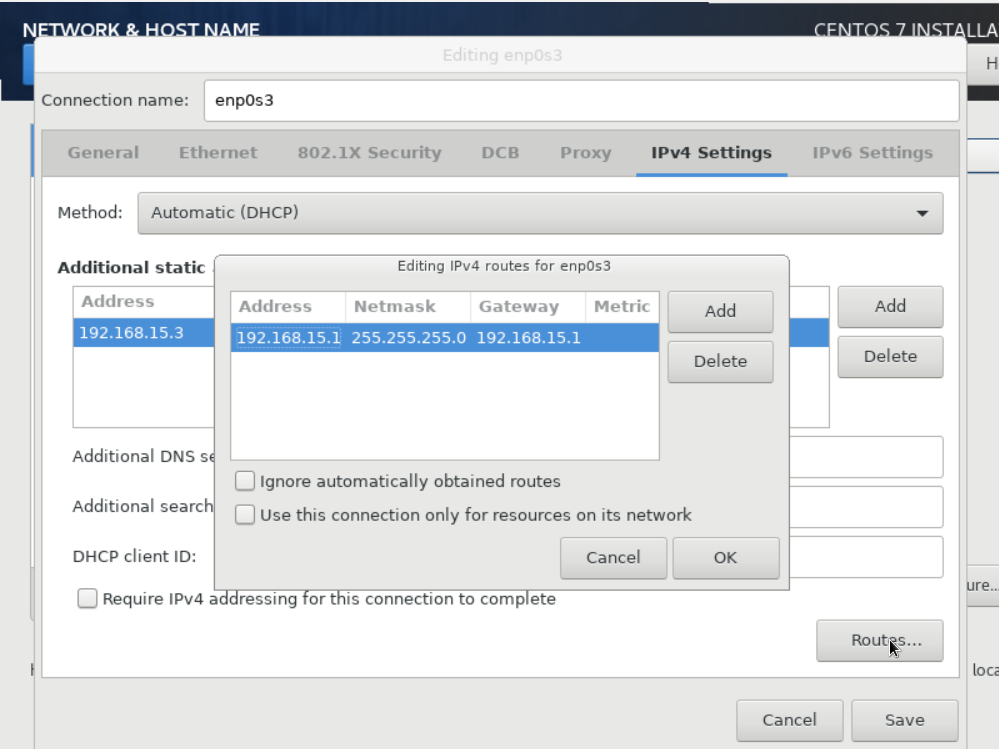 NETWORK & HOST NAME
CENTOS 7 INSTALLA
Editing enp0s3
H
Connection name: enp0s3
General Ethernet 802.1X Security DCB Proxy IPv4 Settings IPv6 Settings
Method: Automatic (DHCP)
Additional static
Address
192.168.15.3
Add
Delete
Editing IPv4 routes for enp0s3
Address Netmask Gateway Metric
192.168.15.1 255.255.255.0 192.168.15.1
Add
Delete
Ignore automatically obtained routes
Use this connection only for resources on its network
Cancel OK
Additional DNS se
Additional search
DHCP client ID:
Require IPv4 addressing for this connection to complete
ure...
Routes...
loca
Cancel Save